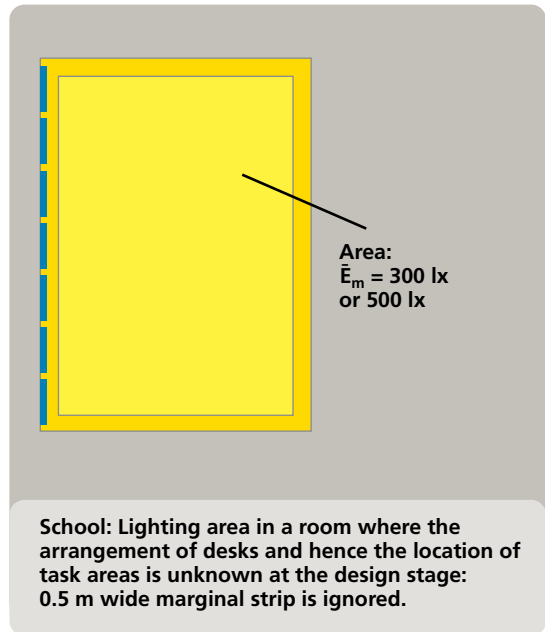 Area:
Ēm = 300 lx
or 500 lx
School: Lighting area in a room where the
arrangement of desks and hence the location of
task areas is unknown at the design stage:
0.5 m wide marginal strip is ignored.